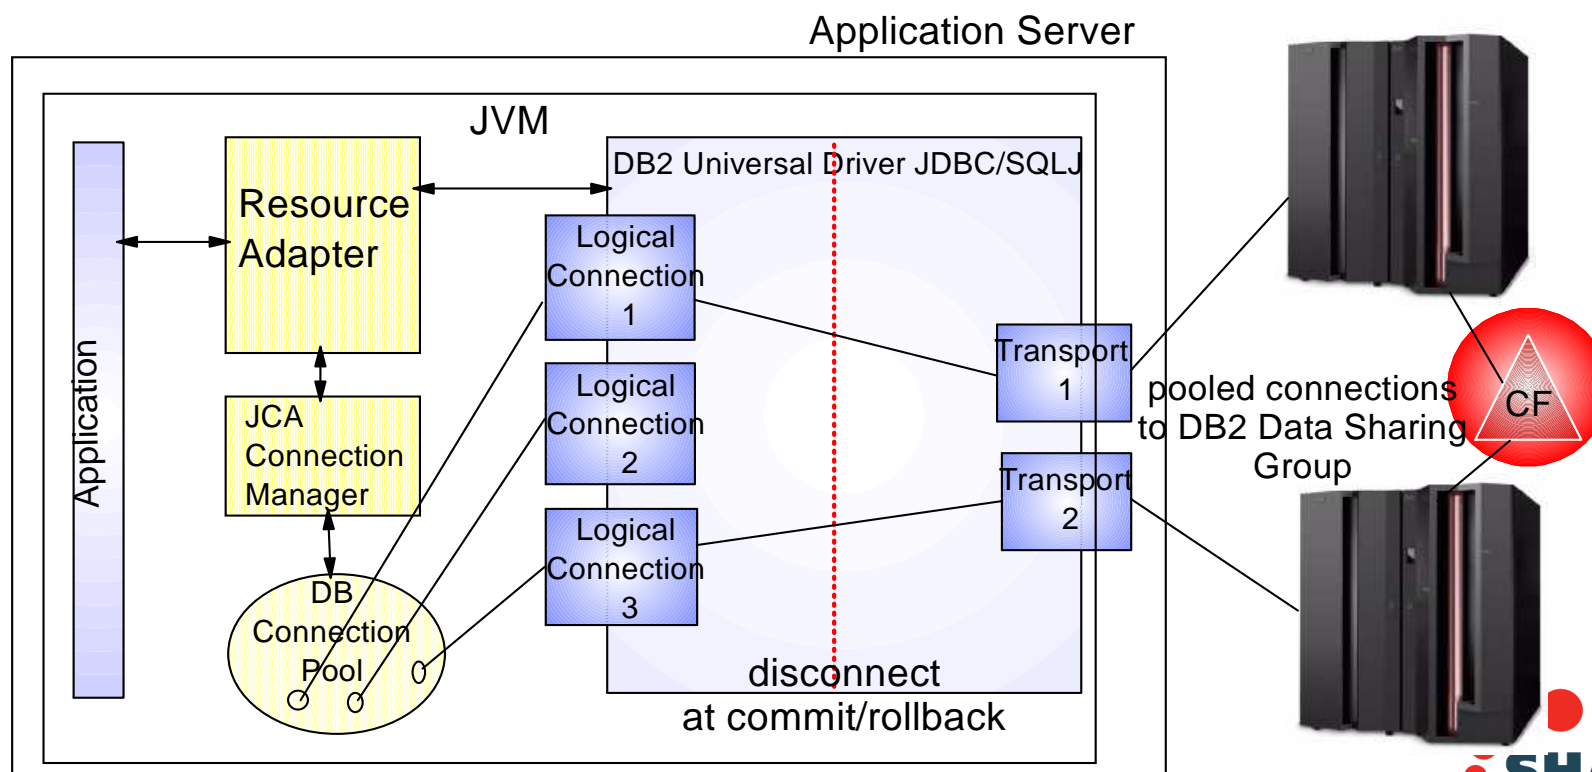 Application Server
JVM
DB2 Universal Driver JDBC/SQLJ
Resource
Adapter
Application
JCA
Connection
Manager
DB
Connection
Pool
Logical
Connection
1
Logical
Connection
2
Logical
Connection
3
Transport
1
Transport
2
disconnect
at commit/rollback
pooled connections
to DB2 Data Sharing
Group
CF